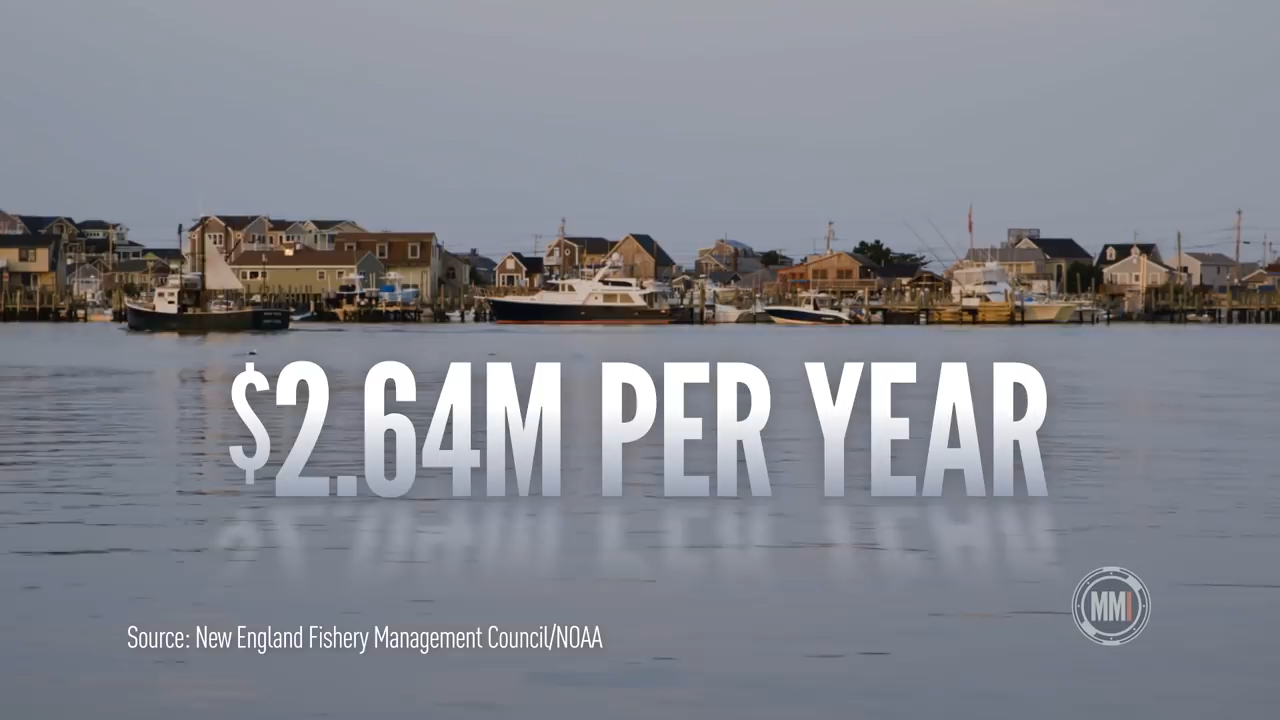 $2.64M PER YEAR
MMI
Source: New England Fishery Management Council/NOAA